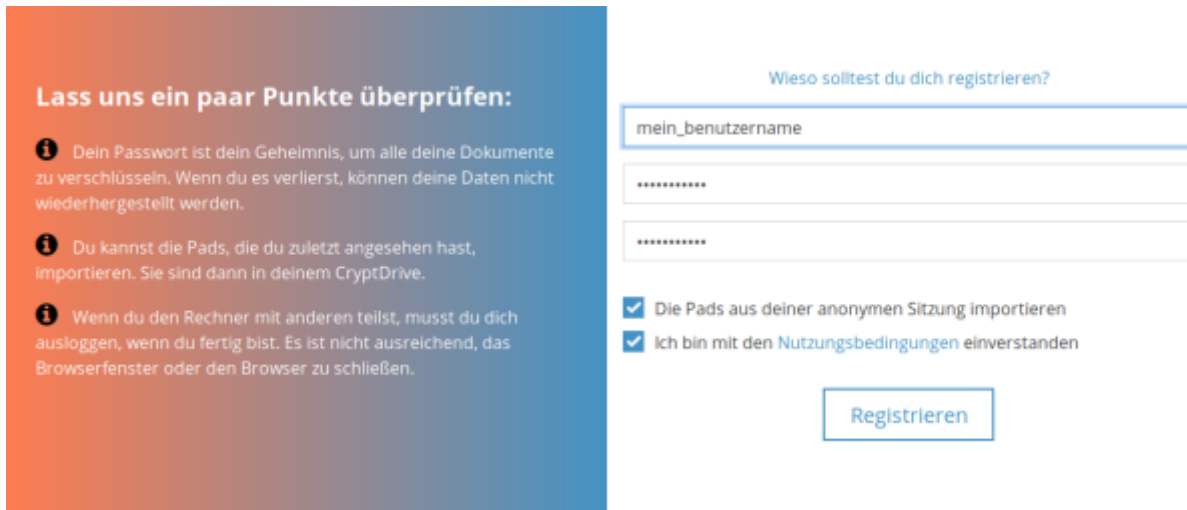 Lass uns ein paar Punkte überprüfen:
Dein Passwort ist dein Geheimnis, um alle deine Dokumente
zu verschlüsseln. Wenn du es verlierst, können deine Daten nicht
wiederhergestellt werden.
Du kannst die Pads, die du zuletzt angesehen hast,
importieren. Sie sind dann in deinem CryptDrive.
Wenn du den Rechner mit anderen teilst, musst du dich
ausloggen, wenn du fertig bist. Es ist nicht ausreichend, das
Browserfenster oder den Browser zu schließen.
Wieso solltest du dich registrieren?
mein_benutzername
•••••••••••
•••••••••••
Die Pads aus deiner anonymen Sitzung importieren
Ich bin mit den Nutzungsbedingungen einverstanden
Registrieren